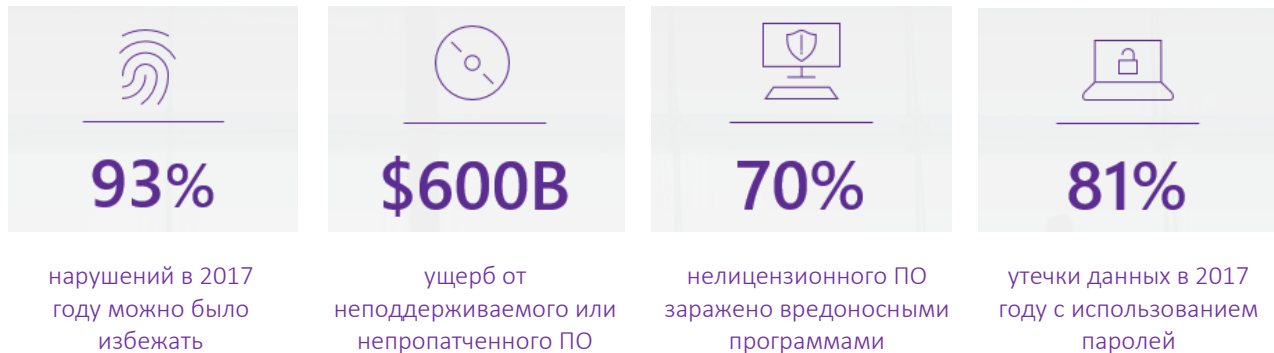 93%
нарушений в 2017
году можно было
избежать
$600B
ущерб от
неподдерживаемого или
непропатченного ПО
70%
нелицензионного ПО
заражено вредоносными
программами
81%
утечки данных в 2017
году с использованием
паролей